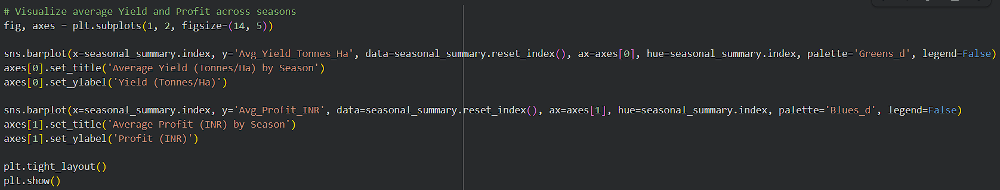 # Visualize average Yield and Profit across seasons
fig, axes = plt.subplots(1, 2, figsize=(14, 5))
sns.barplot(x=seasonal_summary.index, y='Avg_Yield_Tonnes_Ha', data=seasonal_summary.reset_index(), ax=axes[0], hue=seasonal_summary.index, palette='Greens_d', legend=False)
axes[0].set_title('Average Yield (Tonnes/Ha) by Season')
axes[0].set_ylabel('Yield (Tonnes/Ha)')
sns.barplot(x=seasonal_summary.index, y='Avg_Profit_INR', data=seasonal_summary.reset_index(), ax=axes[1], hue=seasonal_summary.index, palette='Blues_d', legend=False)
axes[1].set_title('Average Profit (INR) by Season')
axes[1].set_ylabel('Profit (INR)')
plt.tight_layout()
plt.show()